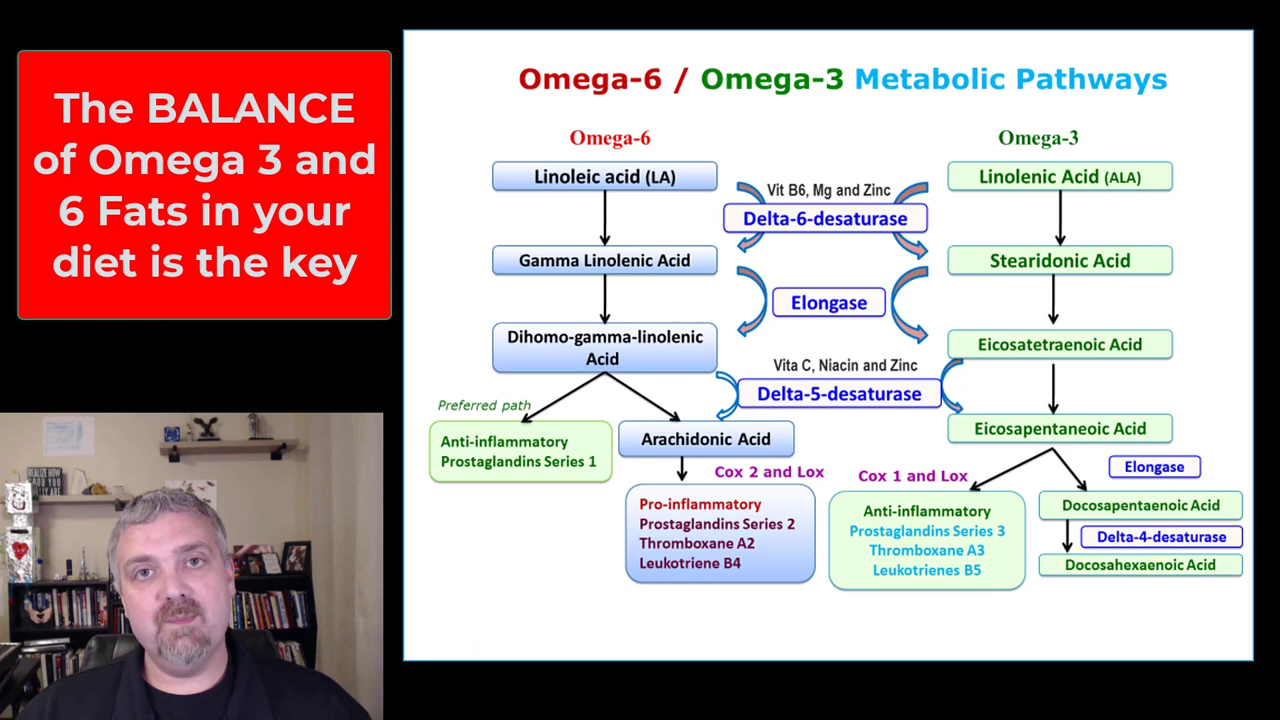 The BALANCE
of Omega 3 and
6 Fats in your
diet is the key
Omega-6 / Omega-3 Metabolic Pathways
Omega-6
Omega-3
Linoleic acid (LA)
Vit B6, Mg and Zinc
Linolenic Acid (ALA)
Delta-6-desaturase
Gamma Linolenic Acid
Stearidonic Acid
Elongase
Dihomo-gamma-linolenic
Acid
Eicosatetraenoic Acid
Vita C, Niacin and Zinc
Delta-5-desaturase
Preferred path
Anti-inflammatory
Prostaglandins Series 1
Arachidonic Acid
Eicosapentaneoic Acid
Cox 2 and Lox
Cox 1 and Lox
Elongase
Pro-inflammatory
Prostaglandins Series 2
Thromboxane A2
Leukotriene B4
Anti-inflammatory
Prostaglandins Series 3
Thromboxane A3
Leukotrienes B5
Docosapentaenoic Acid
Delta-4-desaturase
Docosahexaenoic Acid
REALIZE HOW